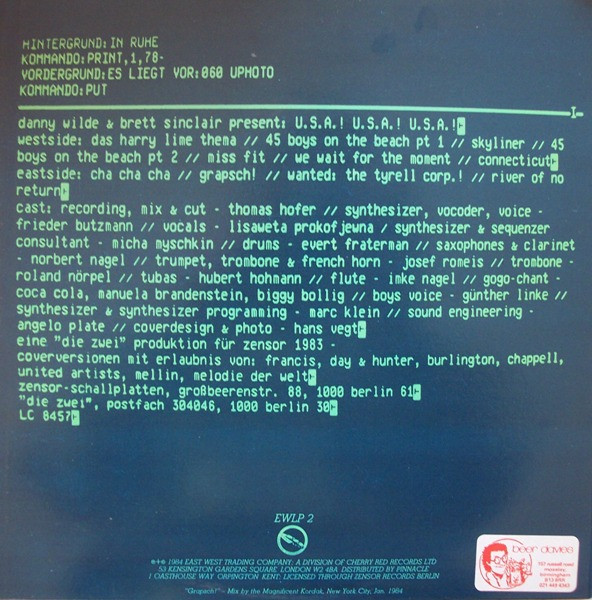 HINTERGRUND:IN RUHE
KOMMANDO:PRINT,1,78-
VORDERGRUND:ES LIEGT VOR:060 UPHOTO
KOMMANDO:PUT
danny wilde & brett sinclair present: U.S.A.! U.S.A.! U.S.A.!
westside: das harry lime thema // 45 boys on the beach pt 1 // skyliner // 45
boys on the beach pt 2 // miss fit // we wait for the moment // connecticut
eastside: cha cha cha // grapsch! // wanted: the tyrell corp.! // river of no
return
cast: recording, mix & cut - thomas hofer // synthesizer, vocoder, voice -
frieder butzmann // vocals - lisaweta prokofjewna / synthesizer & sequenzer
consultant - micha myschkin // drums - evert fraterman // saxophones & clarinet
- norbert nagel // trumpet, trombone & french horn - josef romeis // trombone -
roland nörpel // tubas - hubert hohmann // flute - imke nagel // gogo-chant -
coca cola, manuela brandenstein, biggy bollig // boys voice - günther linke //
synthesizer & synthesizer programming - marc klein // sound engineering -
angelo plate // coverdesign & photo - hans vegt
eine "die zwei" produktion für zensor 1983 -
coverversionen mit erlaubnis von: francis, day & hunter, burlington, chappell,
united artists, mellin, melodie der welt
zensor-schallplatten, großbeerenstr. 88, 1000 berlin 61
"die zwei", postfach 304046, 1000 berlin 30
LC 8457
EWLP 2
℗+© 1984 EAST WEST TRADING COMPANY: A DIVISION OF CHERRY RED RECORDS LTD
53 KENSINGTON GARDENS SQUARE LONDON W2 4BA DISTRIBUTED BY PINNACLE
1 OASTHOUSE WAY ORPINGTON KENT; LICENSED THROUGH ZENSOR RECORDS BERLIN
"Grapsch!" - Mix by the Magnificent Kordak, New York City, Jan. 1984
beer davies
moseley,
birmingham